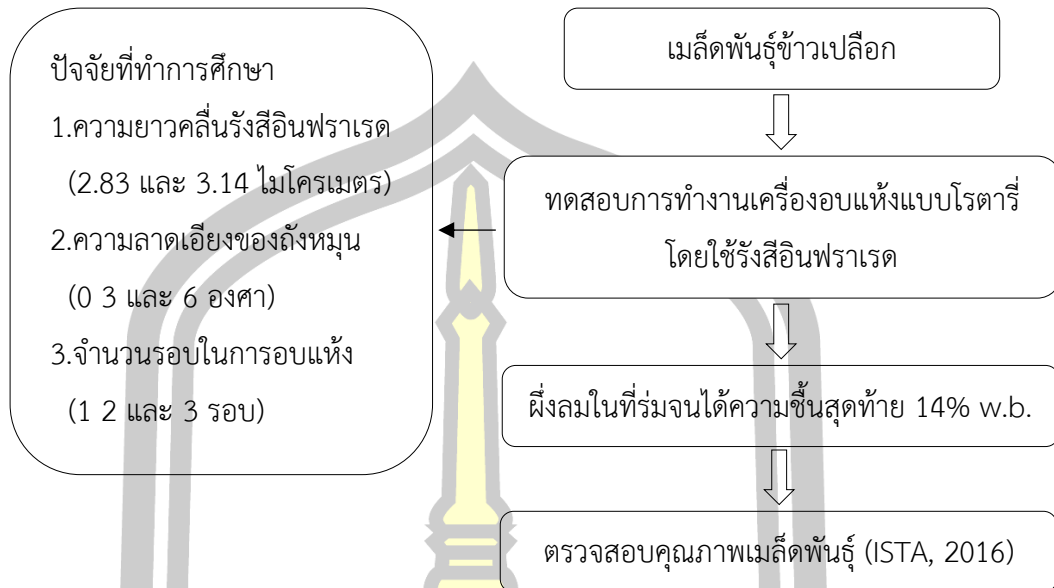 ปัจจัยที่ทำการศึกษา
1.ความยาวคลื่นรังสีอินฟราเรด
(2.83 และ 3.14 ไมโครเมตร)
2.ความลาดเอียงของถังหมุน
(0 3 และ 6 องศา)
3.จำนวนรอบในการอบแห้ง
(1 2 และ 3 รอบ)
เมล็ดพันธุ์ข้าวเปลือก
ทดสอบการทำงานเครื่องอบแห้งแบบโรตารี่
โดยใช้รังสีอินฟราเรด
ผึ่งลมในที่ร่มจนได้ความชื้นสุดท้าย 14% w.b.
ตรวจสอบคุณภาพเมล็ดพันธุ์ (ISTA, 2016)